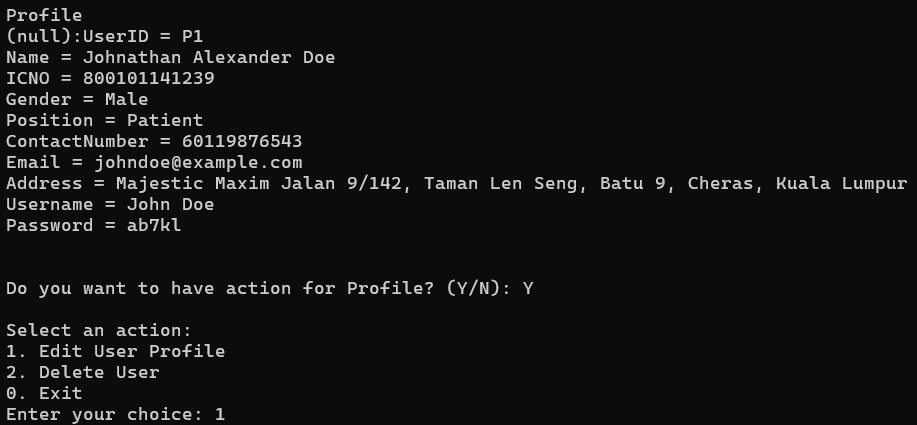 Profile
(null):UserID = P1
Name = Johnathan Alexander Doe
ICNO = 800101141239
Gender = Male
Position = Patient
ContactNumber = 60119876543
Email = johndoe@example.com
Address = Majestic Maxim Jalan 9/142, Taman Len Seng, Batu 9, Cheras, Kuala Lumpur
Username = John Doe
Password = ab7kl
Do you want to have action for Profile? (Y/N): Y
Select an action:
1. Edit User Profile
2. Delete User
0. Exit
Enter your choice: 1